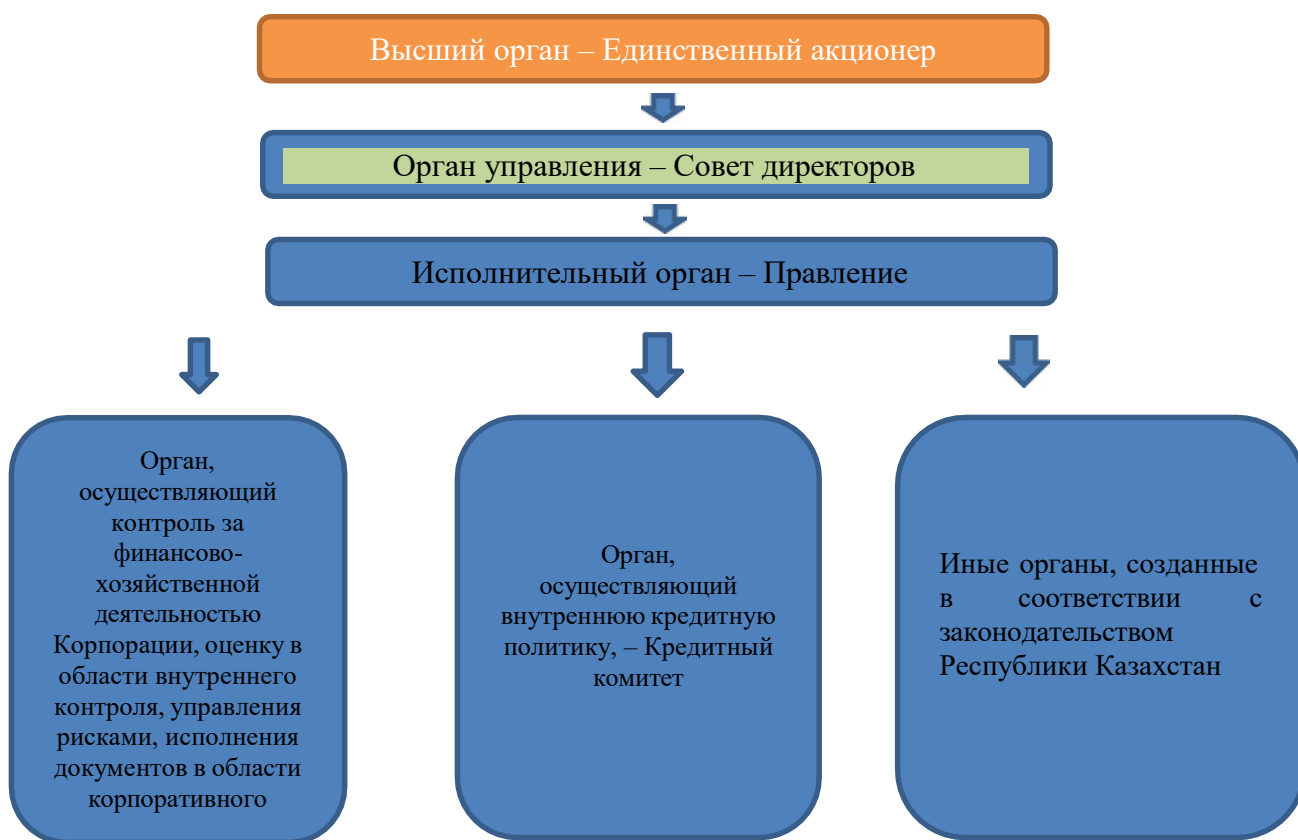 Высший орган – Единственный акционер
Орган управления – Совет директоров
Исполнительный орган – Правление
Орган,
осуществляющий
контроль за
финансово-
хозяйственной
деятельностью
Корпорации, оценку в
области внутреннего
контроля, управления
рисками, исполнения
документов в области
корпоративного
Орган,
осуществляющий
внутреннюю кредитную
политику, – Кредитный
комитет
Иные органы, созданные
в соответствии с
законодательством
Республики Казахстан